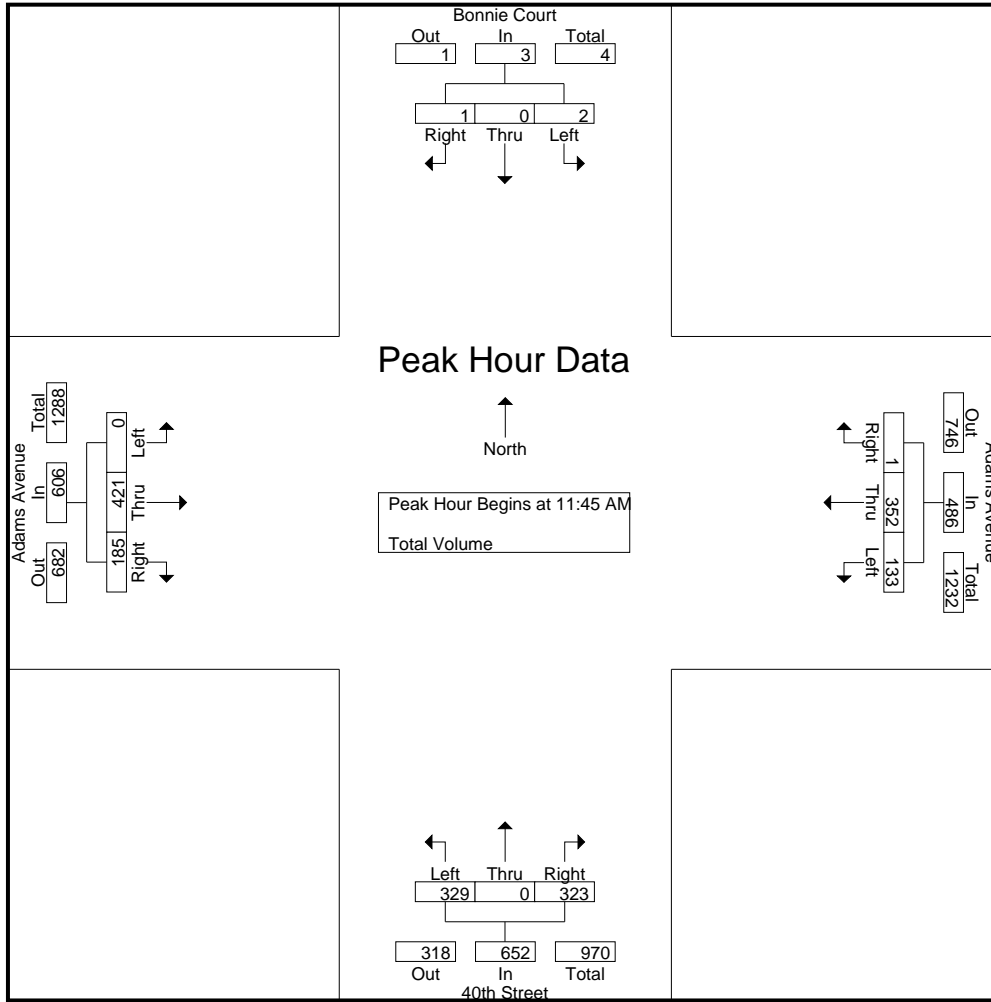 Bonnie Court
Out In Total
1 3 4
1 0 2
Right Thru Left
Peak Hour Data
North
Peak Hour Begins at 11:45 AM
Total Volume
Adams Avenue
Out In Total
682 606 1288
Right Thru Left
185 421 0
Adams Avenue
Out In Total
746 486 1232
1 352 133
Right Thru Left
Left Thru Right
329 0 323
318 652 970
Out In Total
40th Street